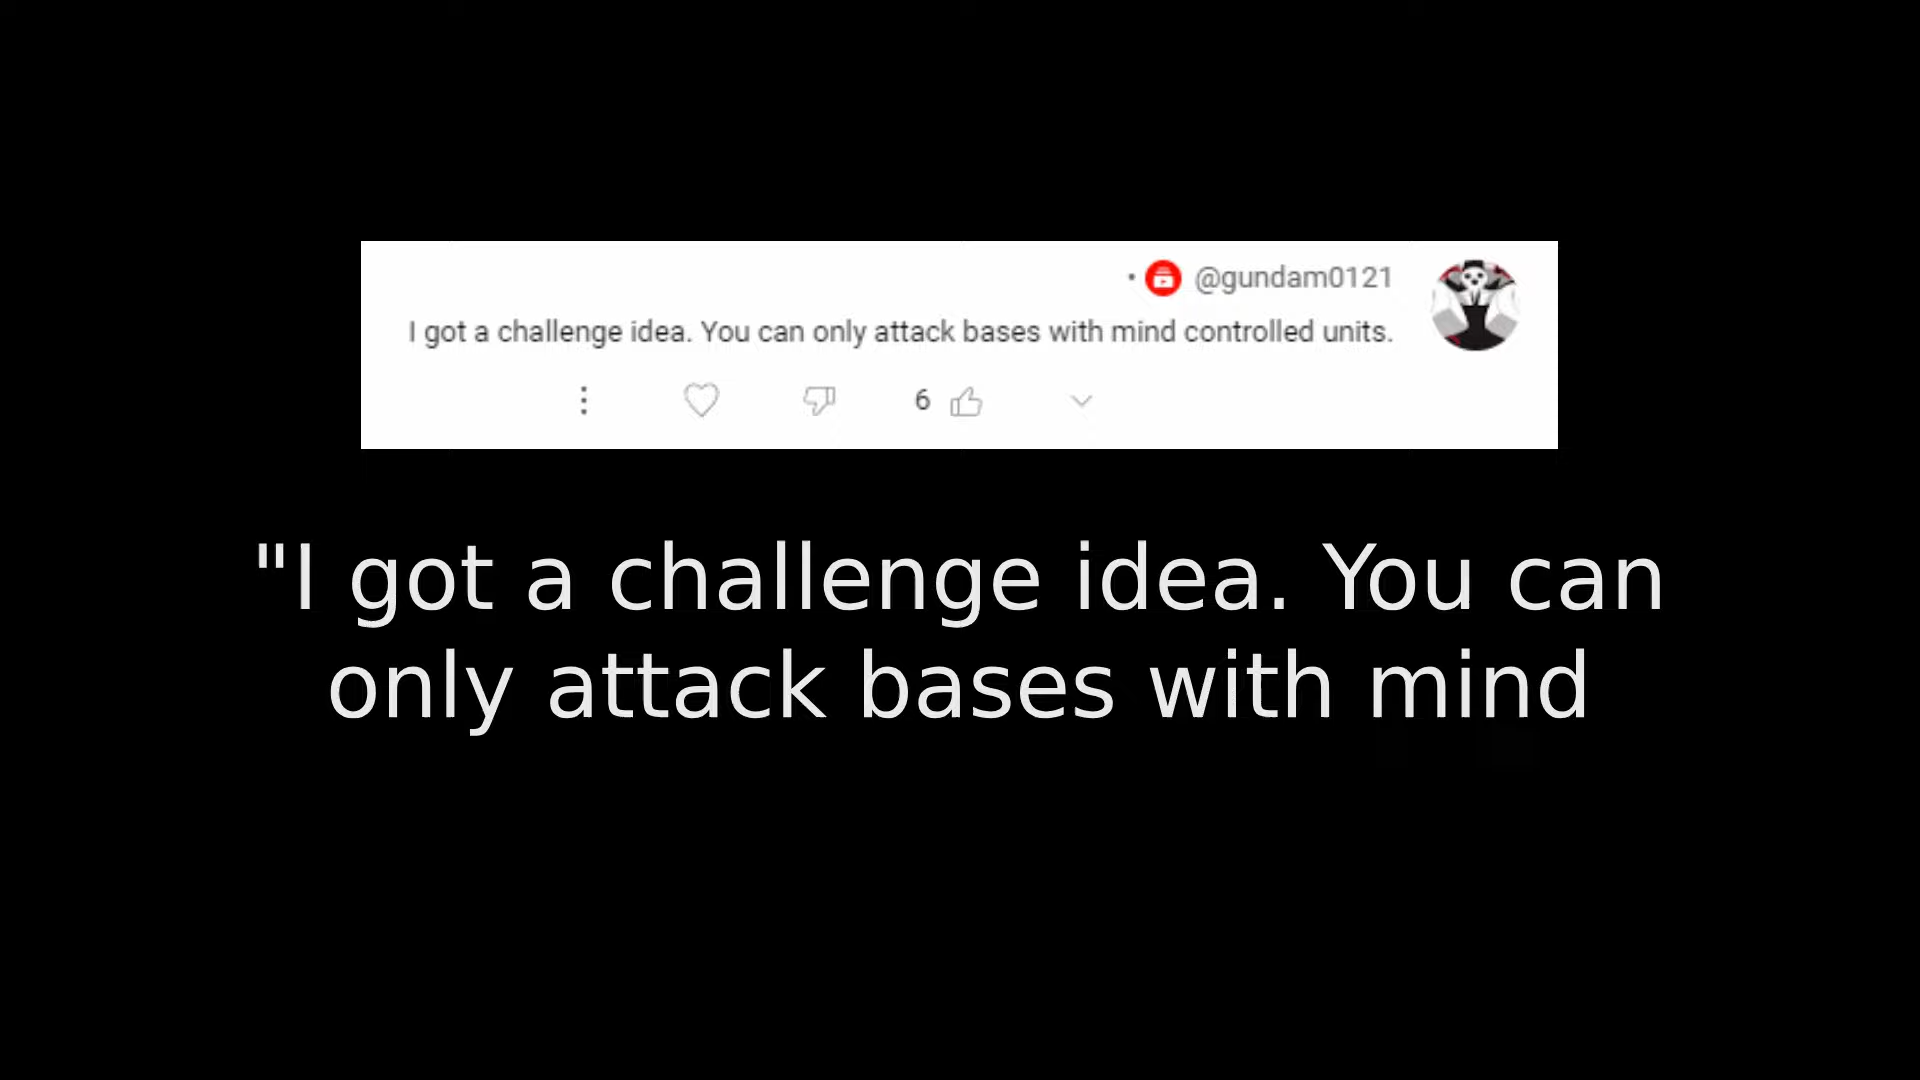 @gundam0121
I got a challenge idea. You can only attack bases with mind controlled units.
6
"I got a challenge idea. You can
only attack bases with mind